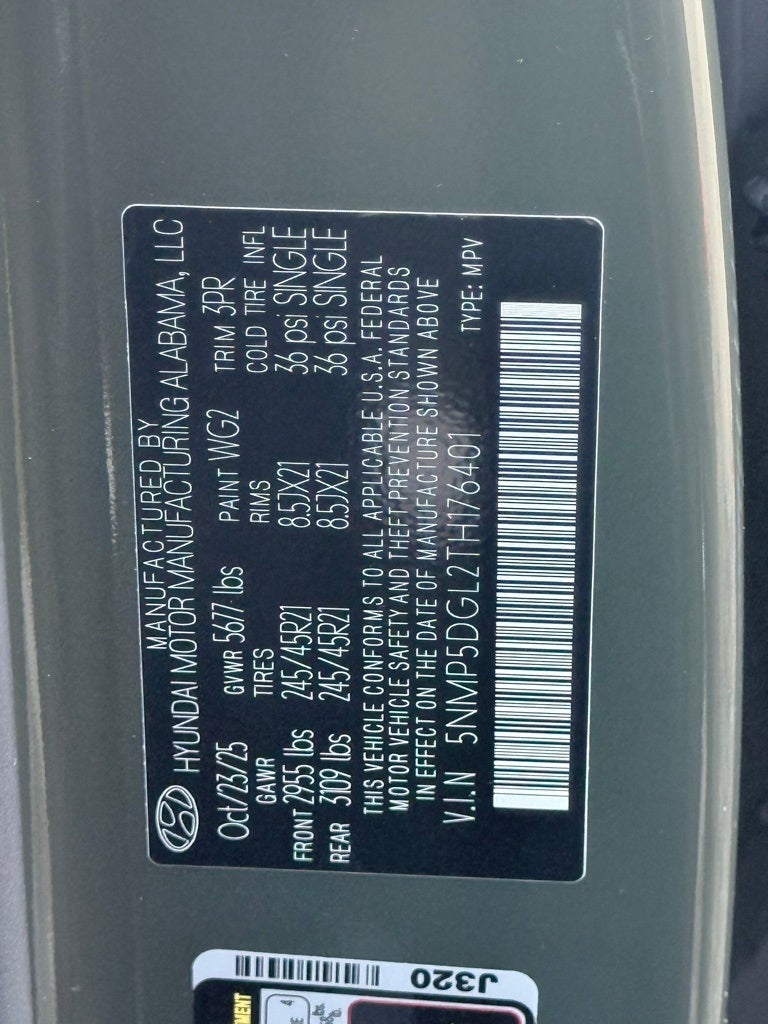 MANUFACTURED BY
HYUNDAI MOTOR MANUFACTURING ALABAMA, LLC
Oct/23/25 GVWR 5677 lbs PAINT WG2 TRIM 3PR
GAWR TIRES RIMS COLD TIRE INFL
FRONT 2955 lbs 245/45R21 8.5JX21 36 psi SINGLE
REAR 3109 lbs 245/45R21 8.5JX21 36 psi SINGLE
THIS VEHICLE CONFORMS TO ALL APPLICABLE U.S.A. FEDERAL
MOTOR VEHICLE SAFETY AND THEFT PREVENTION STANDARDS
IN EFFECT ON THE DATE OF MANUFACTURE SHOWN ABOVE
V.I.N 5NMP5DGL2TH176401 TYPE: MPV
J320
4